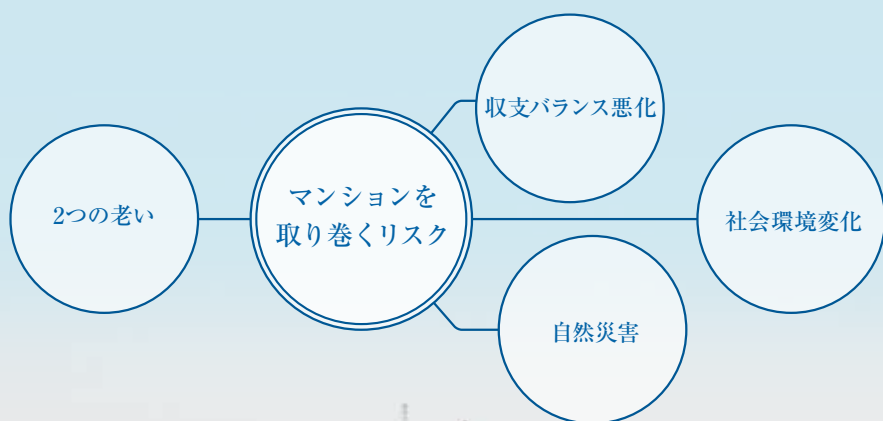 収支バランス悪化
2つの老い
マンションを
取り巻くリスク
社会環境変化
自然災害